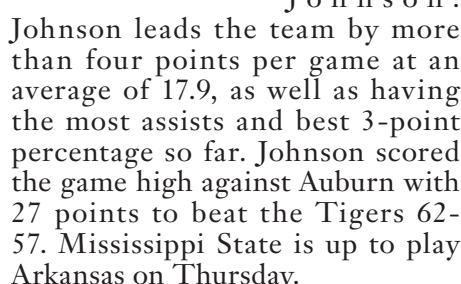 Johnson.
Johnson leads the team by more
than four points per game at an
average of 17.9, as well as having
the most assists and best 3-point
percentage so far. Johnson scored
the game high against Auburn with
27 points to beat the Tigers 62-
57. Mississippi State is up to play
Arkansas on Thursday.